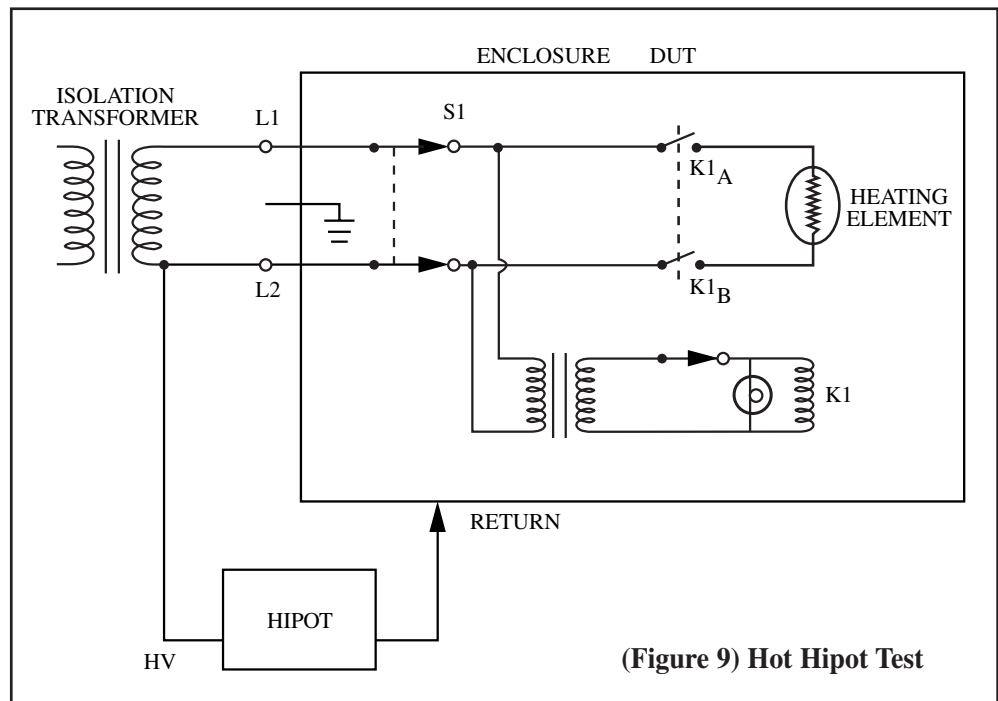 ENCLOSURE DUT
ISOLATION
TRANSFORMER
L1
S1
K1A
HEATING
ELEMENT
L2
K1B
K1
RETURN
HIPOT
HV
(Figure 9) Hot Hipot Test